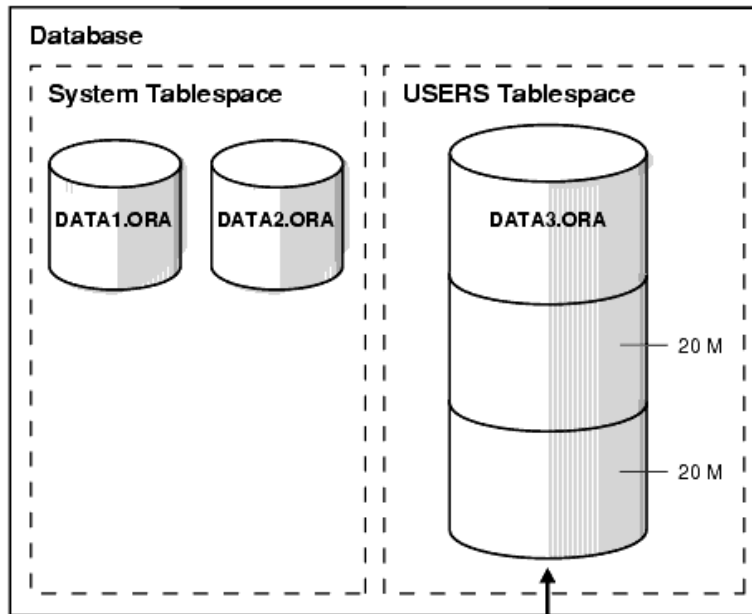 Database
System Tablespace
USERS Tablespace
DATA1.ORA
DATA2.ORA
DATA3.ORA
20 M
20 M